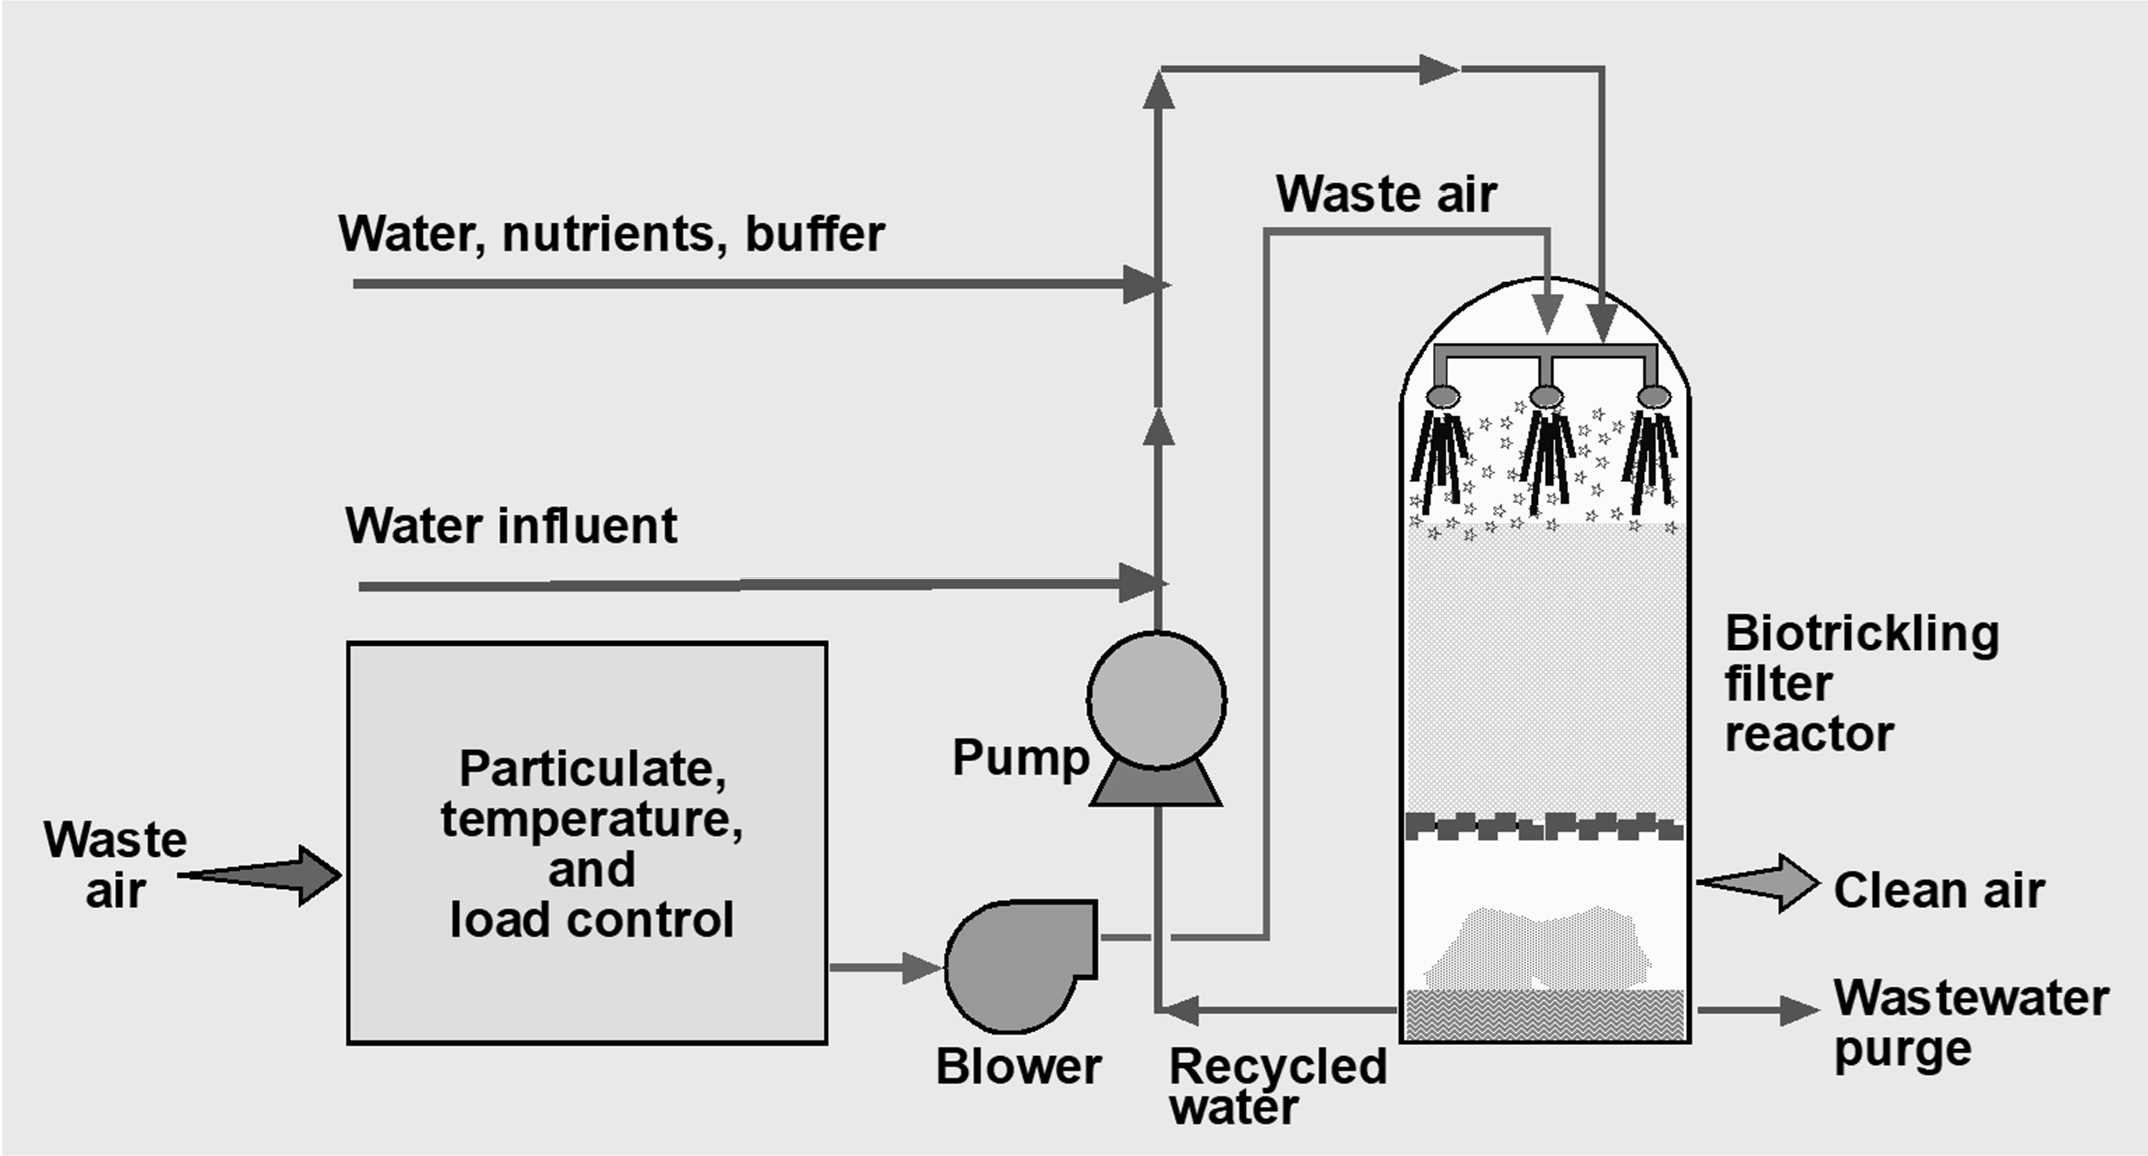 Waste air
Water, nutrients, buffer
Water influent
Biotrickling
filter
reactor
Pump
Particulate,
temperature,
and
load control
Waste
air
Clean air
Wastewater
purge
Blower
Recycled
water